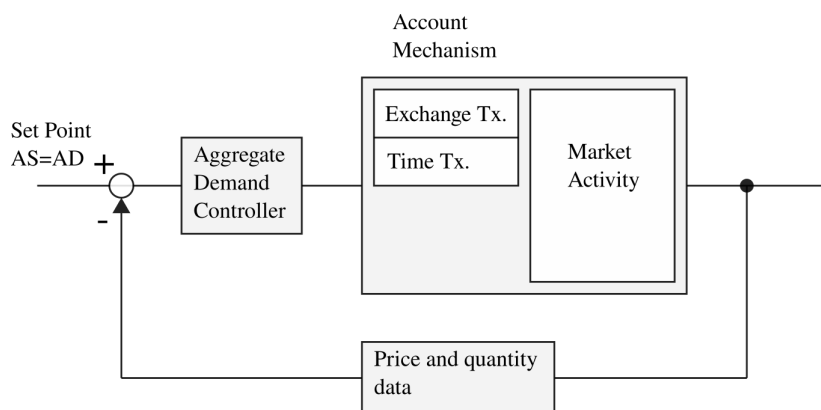 Account
Mechanism
Exchange Tx.
Time Tx.
Market
Activity
Set Point
AS=AD
+
-
Aggregate
Demand
Controller
Price and quantity
data